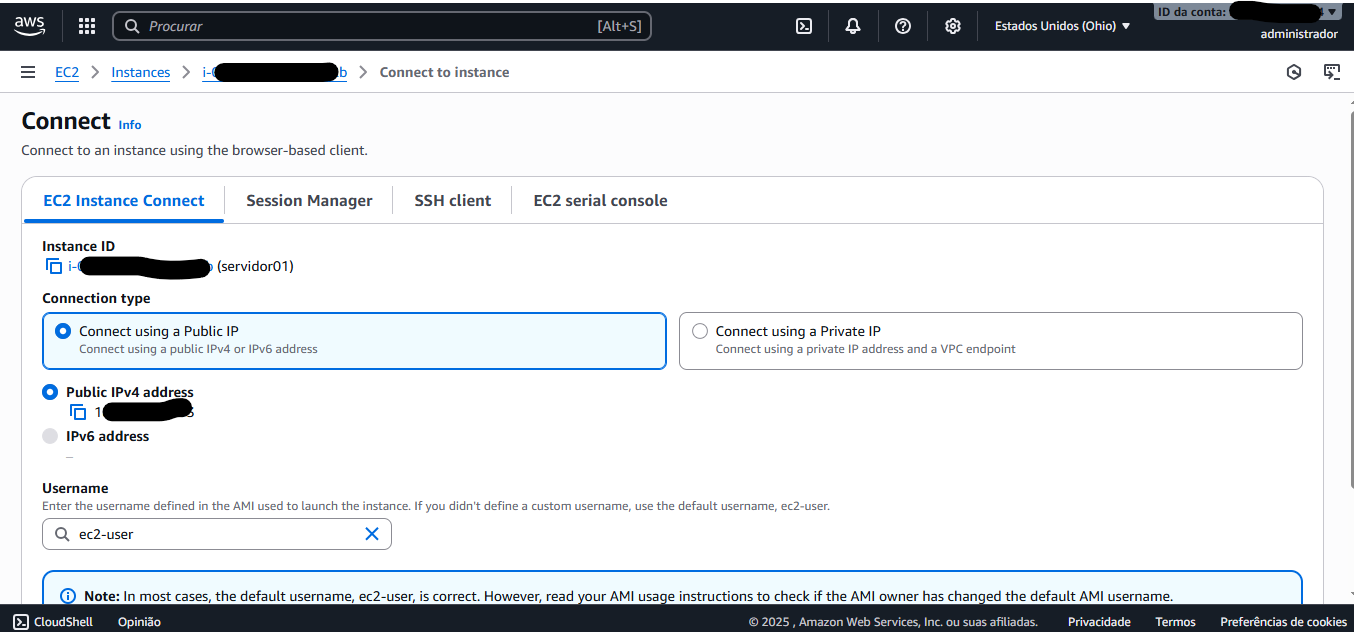 aws
Procurar [Alt+S]
Estados Unidos (Ohio)
ID da conta:
administrador
EC2 Instances Connect to instance
Connect Info
Connect to an instance using the browser-based client.
EC2 Instance Connect Session Manager SSH client EC2 serial console
Instance ID
(servidor01)
Connection type
Connect using a Public IP
Connect using a public IPv4 or IPv6 address
Connect using a Private IP
Connect using a private IP address and a VPC endpoint
Public IPv4 address
IPv6 address
–
Username
Enter the username defined in the AMI used to launch the instance. If you didn't define a custom username, use the default username, ec2-user.
ec2-user
Note: In most cases, the default username, ec2-user, is correct. However, read your AMI usage instructions to check if the AMI owner has changed the default AMI username.
CloudShell Opinião © 2025 , Amazon Web Services, Inc. ou suas afiliadas. Privacidade Termos Preferências de cookies